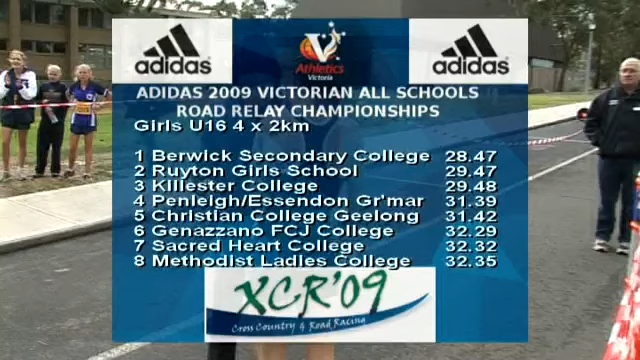 adidas
Athletics
Victoria
adidas
ADIDAS 2009 VICTORIAN ALL SCHOOLS
ROAD RELAY CHAMPIONSHIPS
Girls U16 4 x 2km
1 Berwick Secondary College 28.47
2 Ruyton Girls School 29.47
3 Killester College 29.48
4 Penleigh/Essendon Gr'mar 31.39
5 Christian College Geelong 31.42
6 Genazzano FCJ College 32.29
7 Sacred Heart College 32.32
8 Methodist Ladies College 32.35
XCR'09
Cross Country & Road Racing